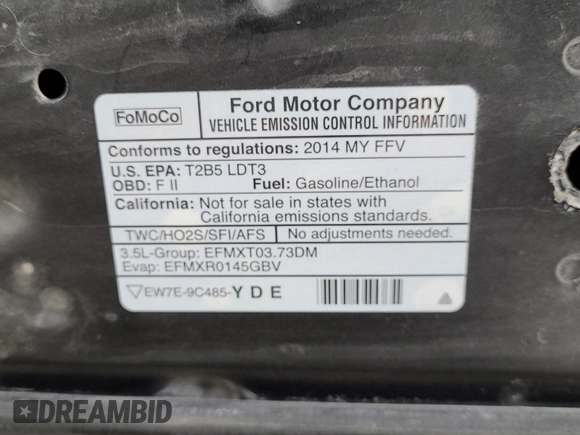 FoMoCo
Ford Motor Company
VEHICLE EMISSION CONTROL INFORMATION
Conforms to regulations: 2014 MY FFV
U.S. EPA: T2B5 LDT3
OBD: F II Fuel: Gasoline/Ethanol
California: Not for sale in states with
California emissions standards.
TWC/HO2S/SFI/AFS No adjustments needed.
3.5L-Group: EFMXT03.73DM
Evap: EFMXR0145GBV
EW7E-9C485-Y D E
DREAMBID